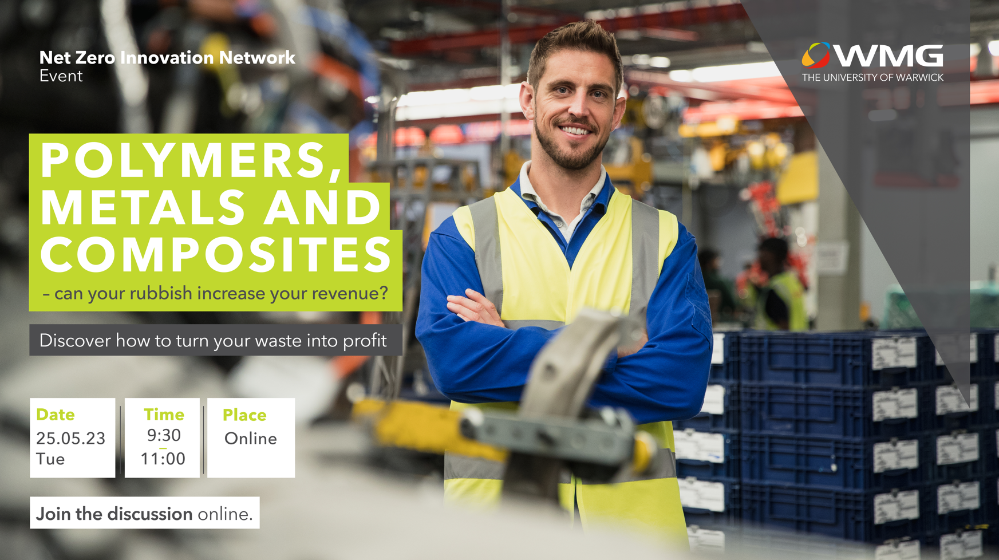 Net Zero Innovation Network
Event
WMG
THE UNIVERSITY OF WARWICK
POLYMERS,
METALS AND
COMPOSITES
– can your rubbish increase your revenue?
Discover how to turn your waste into profit
Date
25.05.23
Tue
Time
9:30
–
11:00
Place
Online
Join the discussion online.